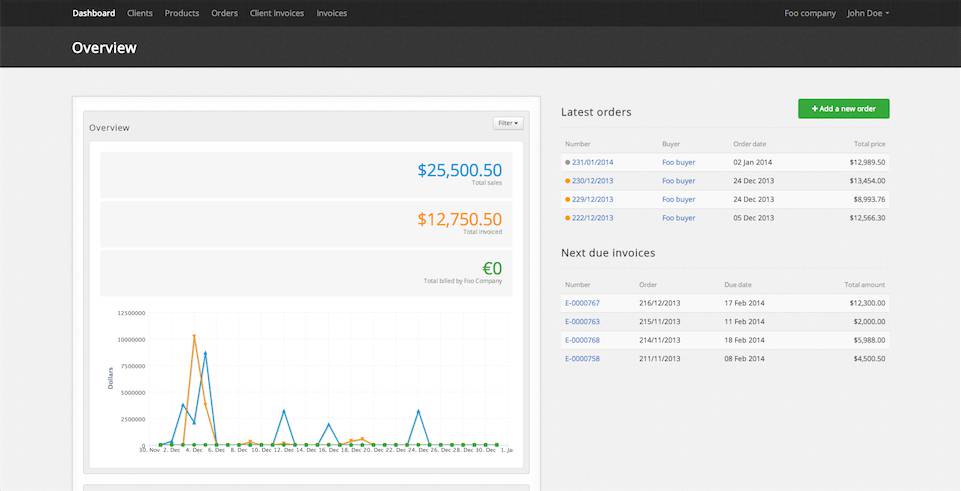 Dashboard Clients Products Orders Client Invoices Invoices Foo company John Doe
Overview
Overview
Filter
$25,500.50
Total sales
$12,750.50
Total invoiced
€0
Total billed by Foo Company
12500000
10000000
7500000
5000000
2500000
0
Dollars
30. Nov 2. Dec 4. Dec 6. Dec 8. Dec 10. Dec 12. Dec 14. Dec 16. Dec 18. Dec 20. Dec 22. Dec 24. Dec 26. Dec 28. Dec 30. Dec 1. Ja
Latest orders
+ Add a new order
Number Buyer Order date Total price
231/01/2014 Foo buyer 02 Jan 2014 $12,989.50
230/12/2013 Foo buyer 24 Dec 2013 $13,454.00
229/12/2013 Foo buyer 24 Dec 2013 $8,993.76
222/12/2013 Foo buyer 05 Dec 2013 $12,566.30
Next due invoices
Number Order Due date Total amount
E-0000767 216/12/2013 17 Feb 2014 $12,300.00
E-0000763 215/11/2013 11 Feb 2014 $2,000.00
E-0000768 214/11/2013 18 Feb 2014 $5,988.00
E-0000758 211/11/2013 08 Feb 2014 $4,500.50